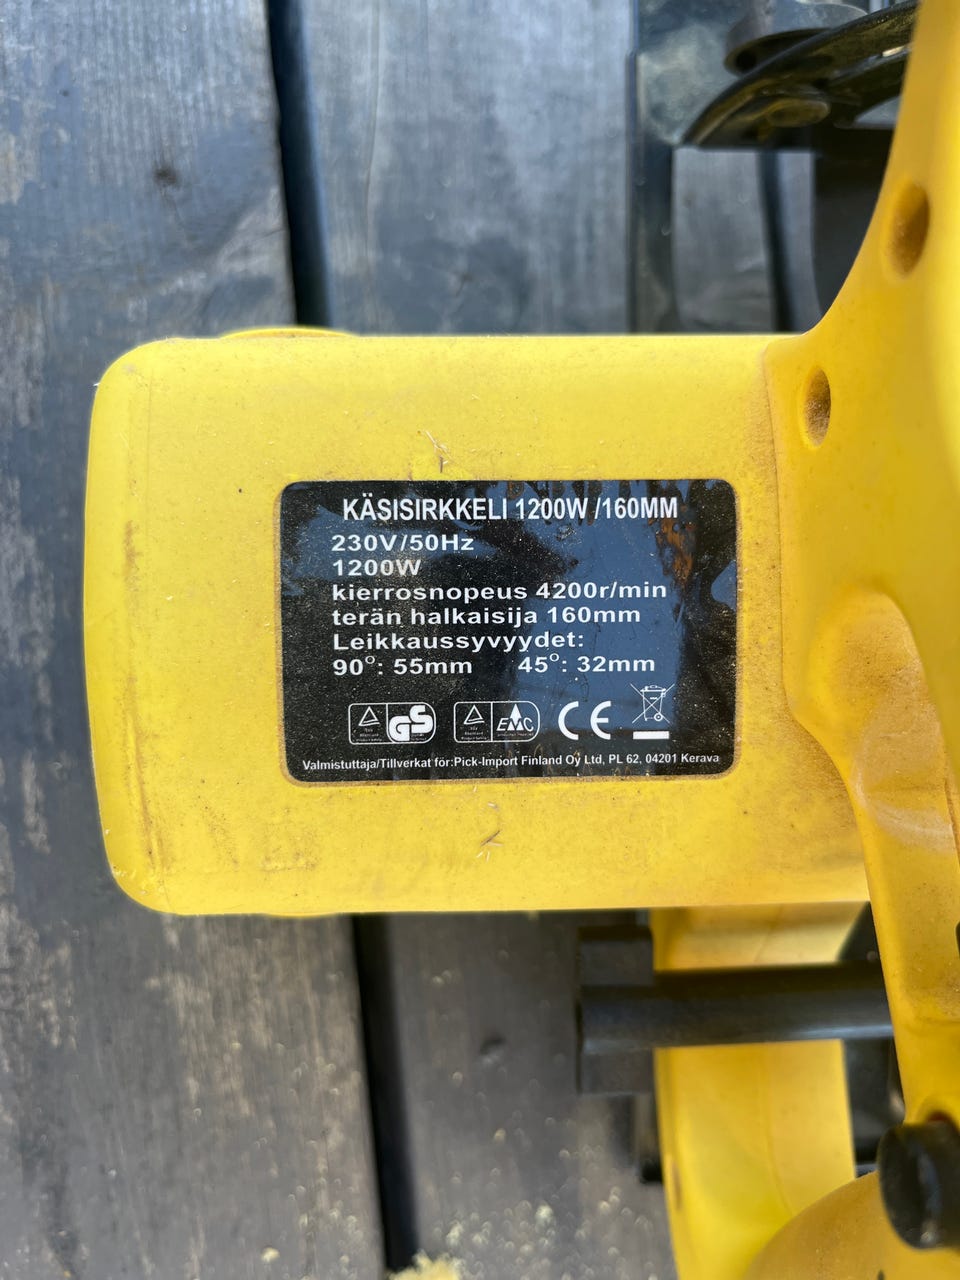 KÄSISIRKKELI 1200W /160MM
230V/50Hz
1200W
kierrosnopeus 4200r/min
terän halkaisija 160mm
Leikkaussyvyydet:
90°: 55mm 45°: 32mm
GS EMC CE
Valmistuttaja/Tillverkat för:Pick-Import Finland Oy Ltd, PL 62, 04201 Kerava